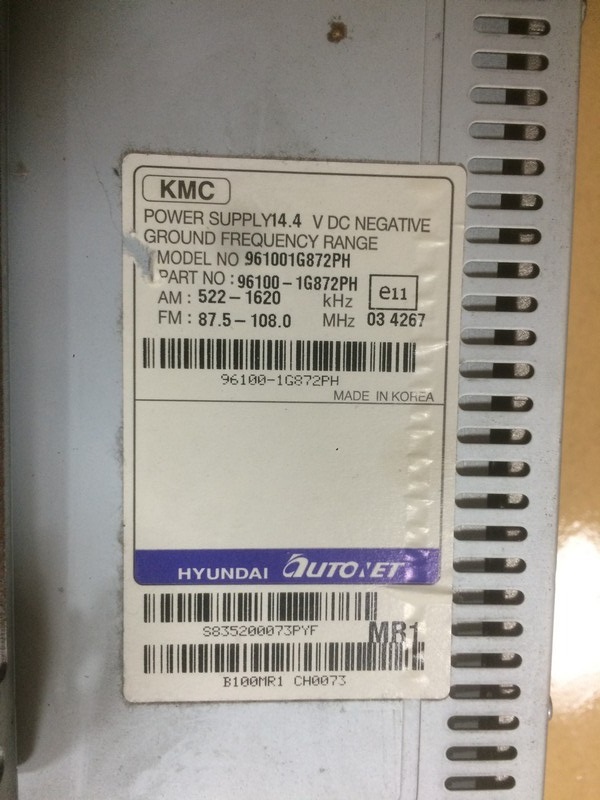 KMC
POWER SUPPLY14.4 V DC NEGATIVE
GROUND FREQUENCY RANGE
MODEL NO 961001G872PH
PART NO : 96100-1G872PH
AM : 522-1620 kHz e11
FM : 87.5-108.0 MHz 03 4267
96100-1G872PH
MADE IN KOREA
HYUNDAI AUTONET
S835200073PYF
MR1
B100MR1 CH0073